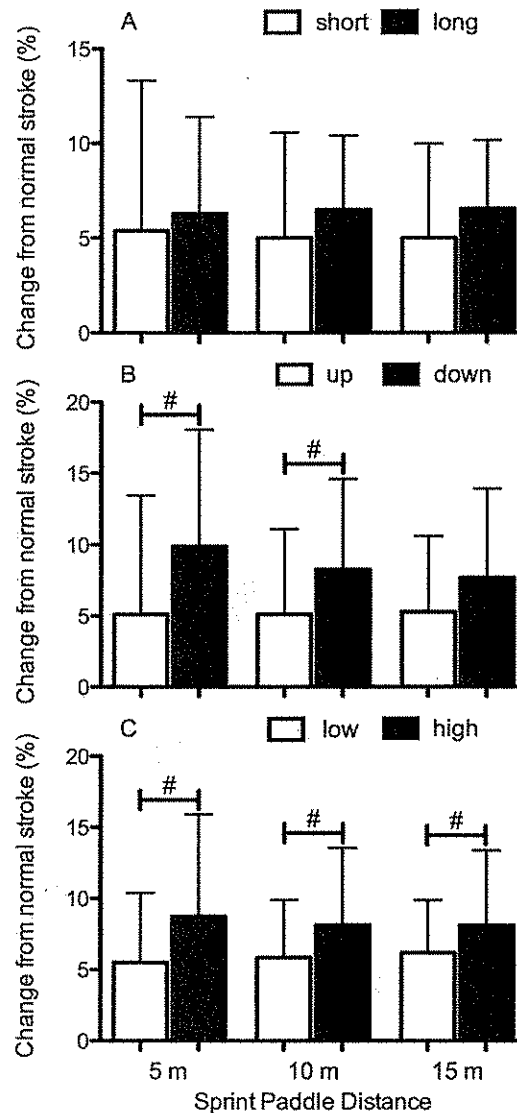 A short long
Change from normal stroke (%)
15
10
5
0
B up down
Change from normal stroke (%)
20
15
10
5
0
# #
C low high
Change from normal stroke (%)
20
15
10
5
0
# # #
5 m 10 m 15 m
Sprint Paddle Distance